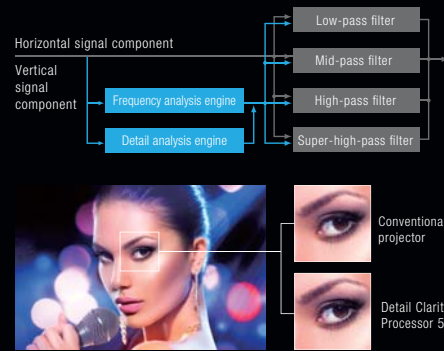 Low-pass filter
Horizontal signal component
Mid-pass filter
Vertical
signal
component
Frequency analysis engine
High-pass filter
Detail analysis engine
Super-high-pass filter
Conventiona
projector
Detail Clarit
Processor 5